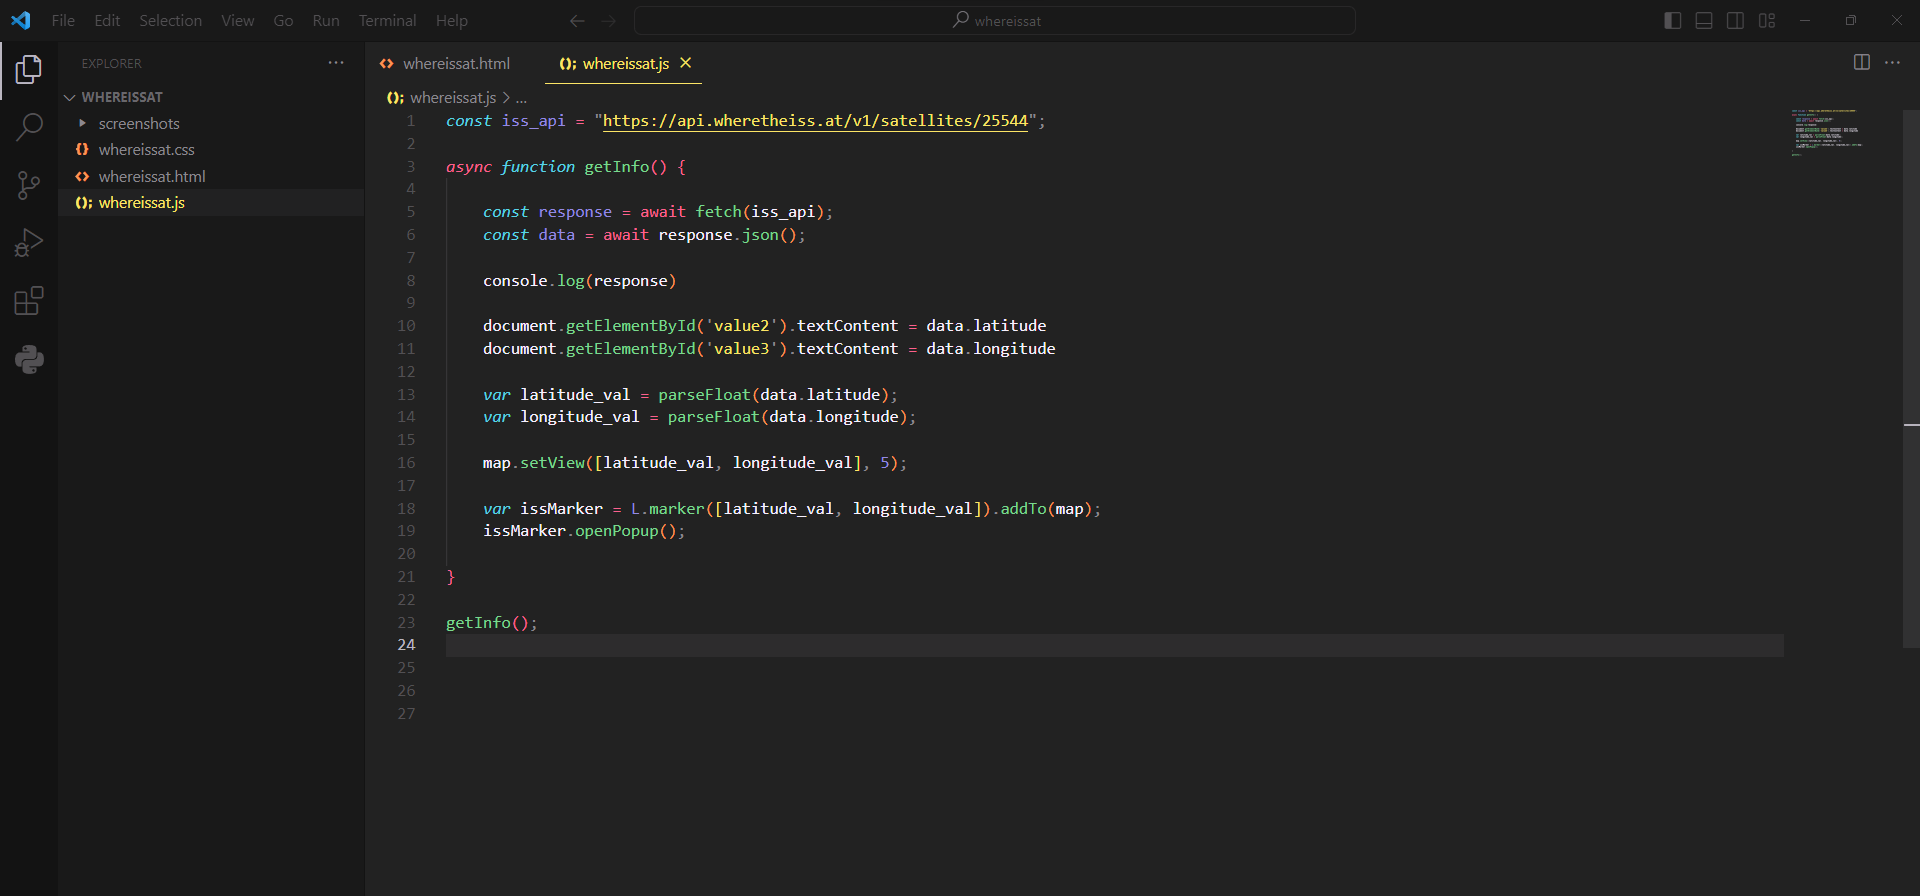 File Edit Selection View Go Run Terminal Help
whereissat
EXPLORER
WHEREISSAT
screenshots
whereissat.css
whereissat.html
whereissat.js
whereissat.html
whereissat.js
whereissat.js > ...
1 const iss_api = "https://api.wheretheiss.at/v1/satellites/25544";
2
3 async function getInfo() {
4
5 const response = await fetch(iss_api);
6 const data = await response.json();
7
8 console.log(response)
9
10 document.getElementById('value2').textContent = data.latitude
11 document.getElementById('value3').textContent = data.longitude
12
13 var latitude_val = parseFloat(data.latitude);
14 var longitude_val = parseFloat(data.longitude);
15
16 map.setView([latitude_val, longitude_val], 5);
17
18 var issMarker = L.marker([latitude_val, longitude_val]).addTo(map);
19 issMarker.openPopup();
20
21 }
22
23 getInfo();
24
25
26
27